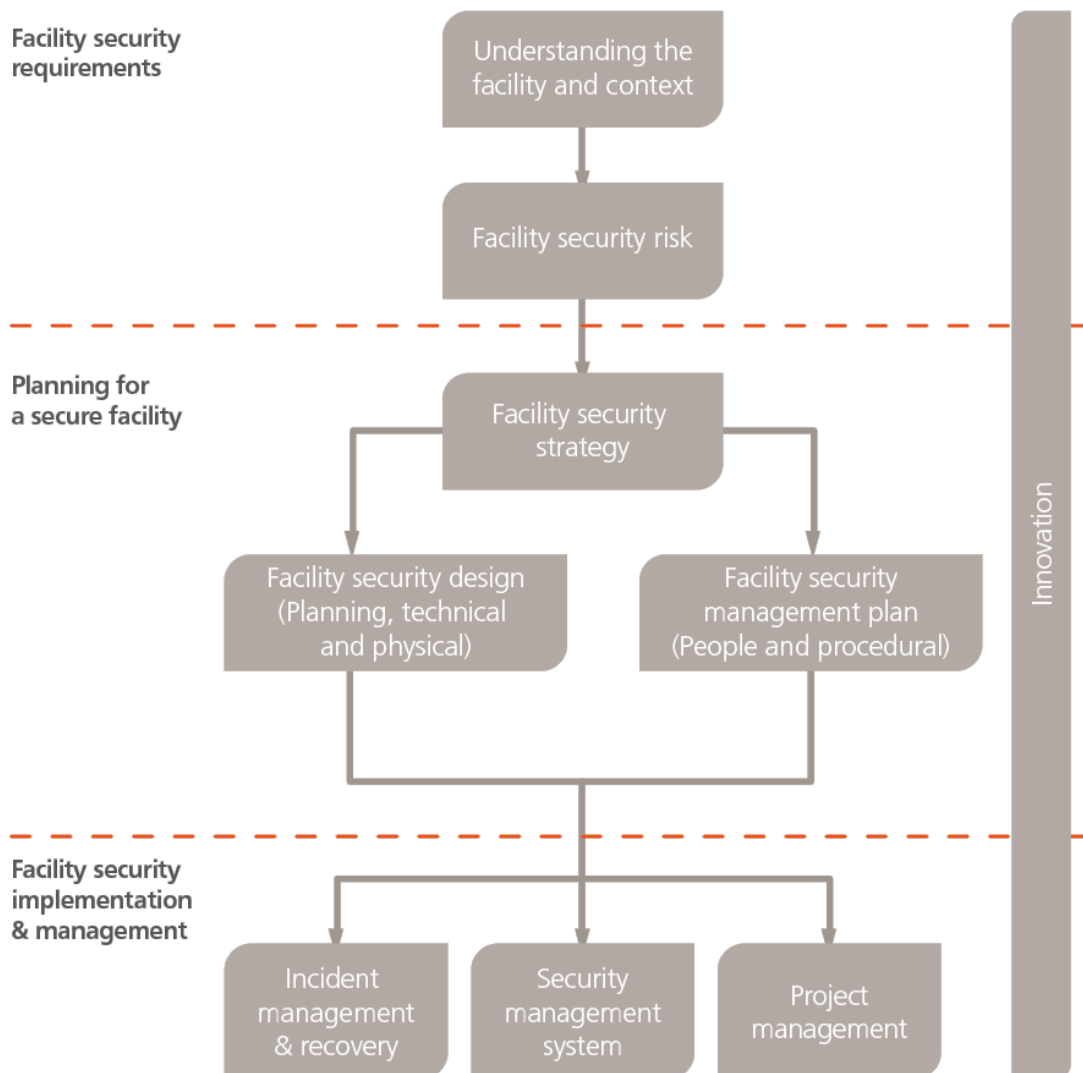 Facility security
requirements
Understanding the
facility and context
Facility security risk
Planning for
a secure facility
Facility security
strategy
Facility security design
(Planning, technical
and physical)
Facility security
management plan
(People and procedural)
Innovation
Facility security
implementation
& management
Incident
management
& recovery
Security
management
system
Project
management